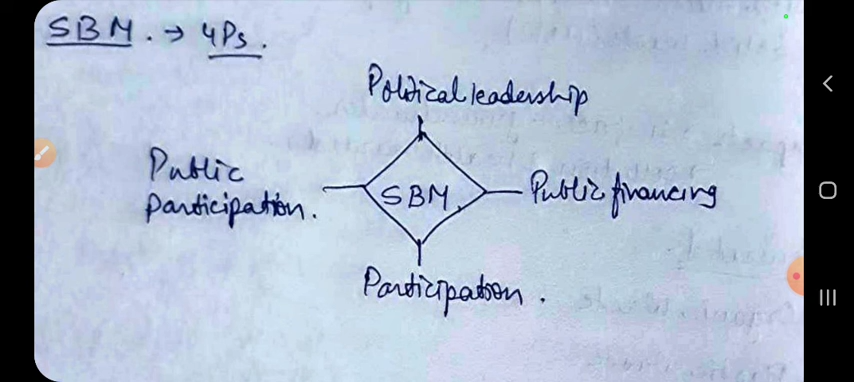 SBM. → 4Ps.
Political leadership
Public
participation.
SBM.
Public financing
Participation.